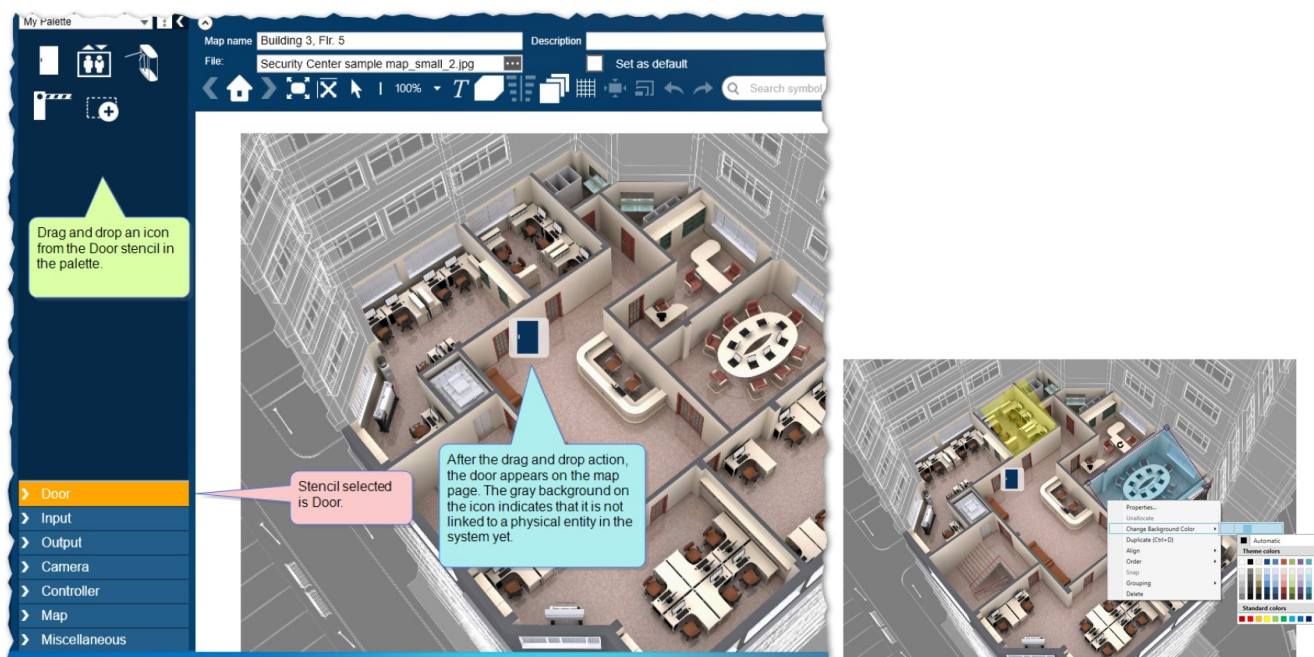 My Palette
Map name
Building 3, Flr. 5
Description
File:
Security Center sample map_small_2.jpg
Set as default
100%
T
Search symbol
Drag and drop an icon
from the Door stencil in
the palette.
After the drag and drop action,
the door appears on the map
page. The gray background on
the icon indicates that it is not
linked to a physical entity in the
system yet.
Stencil selected
is Door.
Door
Input
Output
Camera
Controller
Map
Miscellaneous
Properties...
Unallocate
Change Background Color
Duplicate (Ctrl+D)
Align
Order
Snap
Grouping
Delete
Automatic
Theme colors
Standard colors